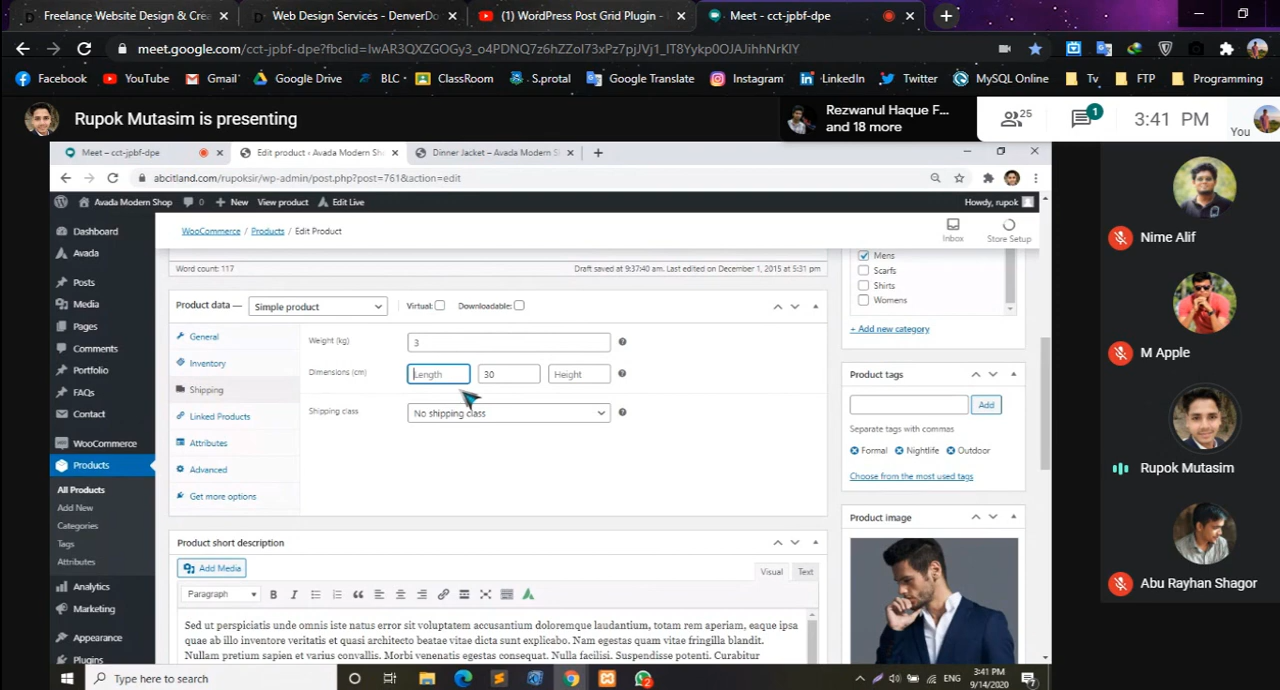 Freelance Website Design & Crea
Web Design Services - DenverDo
(1) WordPress Post Grid Plugin -
Meet - cct-jpbf-dpe
meet.google.com/cct-jpbf-dpe?fbclid=IwAR3QXZGOGy3_o4PDNQ7z6hZZoI73xPz7pjJVj1_IT8Yykp0OJAJihhNrKIY
Facebook
YouTube
Gmail
Google Drive
BLC
ClassRoom
S.protal
Google Translate
Instagram
LinkedIn
Twitter
MySQL Online
Tv
FTP
Programming
Rupok Mutasim is presenting
Rezwanul Haque F...
and 18 more
25
1
3:41 PM
You
Meet – cct-jpbf-dpe
Edit product ‹ Avada Modern Sh
Dinner Jacket – Avada Modern S
abcitland.com/rupoksir/wp-admin/post.php?post=761&action=edit
Avada Modern Shop
0
New
View product
Edit Live
Howdy, rupok
Dashboard
Avada
Posts
Media
Pages
Comments
Portfolio
FAQs
Contact
WooCommerce
Products
All Products
Add New
Categories
Tags
Attributes
Analytics
Marketing
Appearance
Plugins
WooCommerce / Products / Edit Product
Inbox
Store Setup
Word count: 117
Draft saved at 9:37:40 am. Last edited on December 1, 2015 at 5:31 pm
Product data —
Simple product
Virtual:
Downloadable:
General
Inventory
Shipping
Linked Products
Attributes
Advanced
Get more options
Weight (kg)
3
Dimensions (cm)
Length
30
Height
Shipping class
No shipping class
Product short description
Add Media
Visual
Text
Paragraph
B
I
Sed ut perspiciatis unde omnis iste natus error sit voluptatem accusantium doloremque laudantium, totam rem aperiam, eaque ipsa
quae ab illo inventore veritatis et quasi architecto beatae vitae dicta sunt explicabo. Nam egestas quam vitae fringilla blandit.
Nullam pretium sapien et varius convallis. Morbi venenatis egestas consequat. Nulla facilisi. Suspendisse potenti. Curabitur
Mens
Scarfs
Shirts
Womens
+ Add new category
Product tags
Add
Separate tags with commas
Formal
Nightlife
Outdoor
Choose from the most used tags
Product image
Nime Alif
M Apple
Rupok Mutasim
Abu Rayhan Shagor
Type here to search
2
ENG
3:41 PM
9/14/2020
7